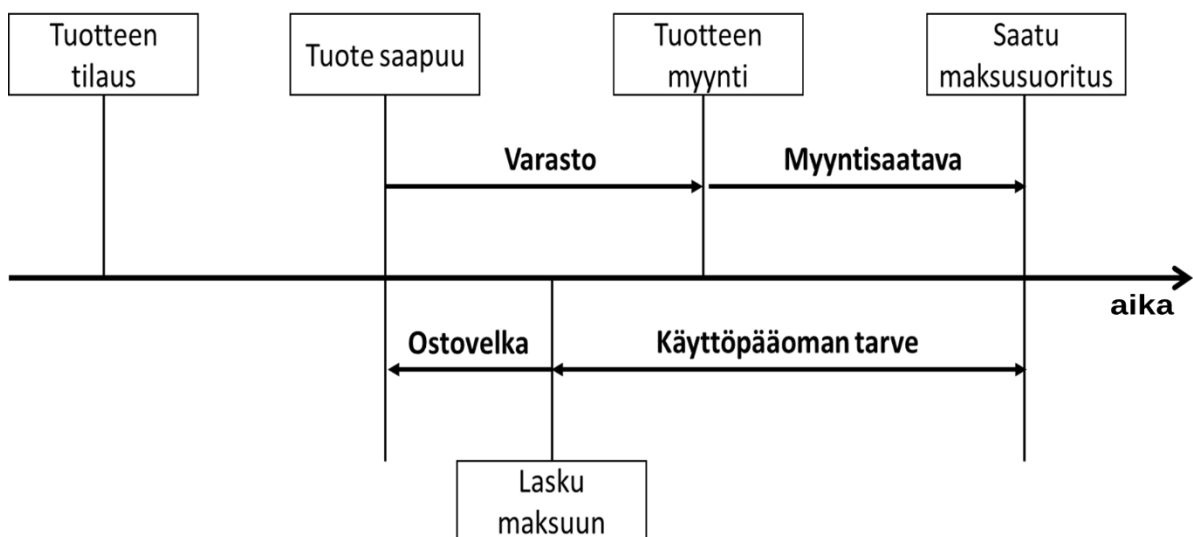 Tuotteen
tilaus
Tuote saapuu
Tuotteen
myynti
Saatu
maksusuoritus
Varasto
Myyntisaatava
aika
Ostovelka
Käyttöpääoman tarve
Lasku
maksuun